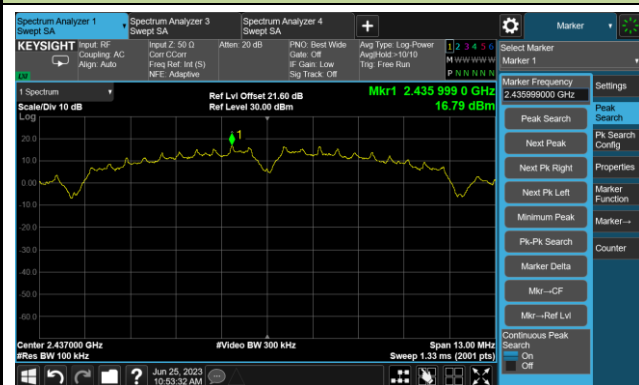 Spectrum Analyzer 1
Swept SA
Spectrum Analyzer 3
Swept SA
Spectrum Analyzer 4
Swept SA
+
Marker
KEYSIGHT
Input: RF
Coupling: AC
Align: Auto
Input Z: 50 Ω
Corr CCorr
Freq Ref: Int (S)
NFE: Adaptive
Atten: 20 dB
PNO: Best Wide
Gate: Off
IF Gain: Low
Sig Track: Off
Avg Type: Log-Power
Avg|Hold:>10/10
Trig: Free Run
1 2 3 4 5 6
M W W W W W
P N N N N N
LVI
Select Marker
Marker 1
1 Spectrum
Scale/Div 10 dB
Log
Ref Lvl Offset 21.60 dB
Ref Level 30.00 dBm
Mkr1 2.435 999 0 GHz
16.79 dBm
1
20.0
10.0
0.00
-10.0
-20.0
-30.0
-40.0
-50.0
-60.0
Center 2.437000 GHz
#Res BW 100 kHz
#Video BW 300 kHz
Span 13.00 MHz
Sweep 1.33 ms (2001 pts)
Marker Frequency
2.435999000 GHz
Peak Search
Next Peak
Next Pk Right
Next Pk Left
Minimum Peak
Pk-Pk Search
Marker Delta
Mkr→CF
Mkr→Ref Lvl
Continuous Peak
Search
On
Off
Settings
Peak
Search
Pk Search
Config
Properties
Marker
Function
Marker→
Counter
?
Jun 25, 2023
10:53:32 AM